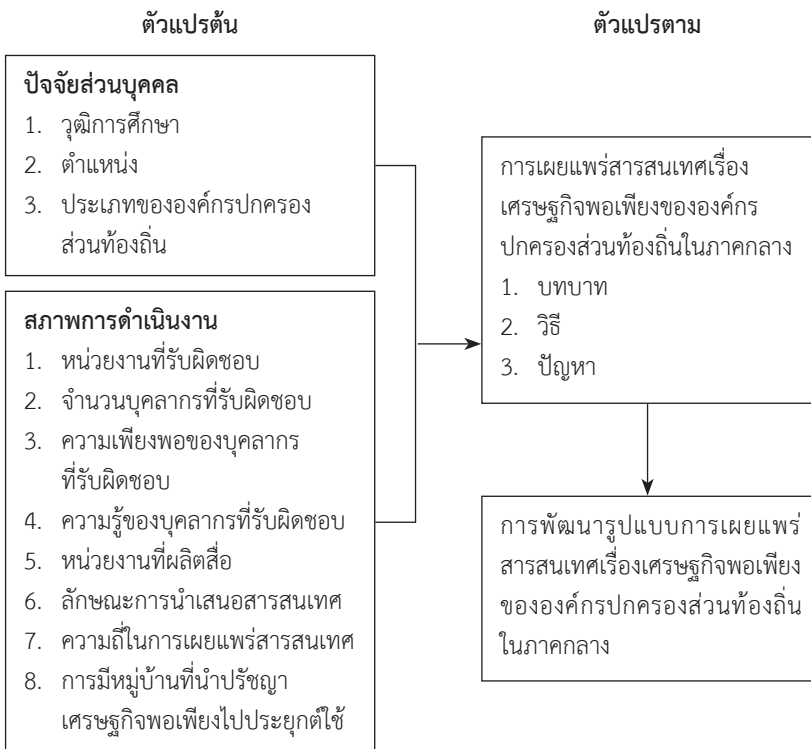 ตัวแปรต้น
ปัจจัยส่วนบุคคล
1. วุฒิการศึกษา
2. ตำแหน่ง
3. ประเภทขององค์กรปกครอง
ส่วนท้องถิ่น
สภาพการดำเนินงาน
1. หน่วยงานที่รับผิดชอบ
2. จำนวนบุคลากรที่รับผิดชอบ
3. ความเพียงพอของบุคลากร
ที่รับผิดชอบ
4. ความรู้ของบุคลากรที่รับผิดชอบ
5. หน่วยงานที่ผลิตสื่อ
6. ลักษณะการนำเสนอสารสนเทศ
7. ความถี่ในการเผยแพร่สารสนเทศ
8. การมีหมู่บ้านที่นำปรัชญา
เศรษฐกิจพอเพียงไปประยุกต์ใช้
ตัวแปรตาม
การเผยแพร่สารสนเทศเรื่อง
เศรษฐกิจพอเพียงขององค์กร
ปกครองส่วนท้องถิ่นในภาคกลาง
1. บทบาท
2. วิธี
3. ปัญหา
การพัฒนารูปแบบการเผยแพร่
สารสนเทศเรื่องเศรษฐกิจพอเพียง
ขององค์กรปกครองส่วนท้องถิ่น
ในภาคกลาง